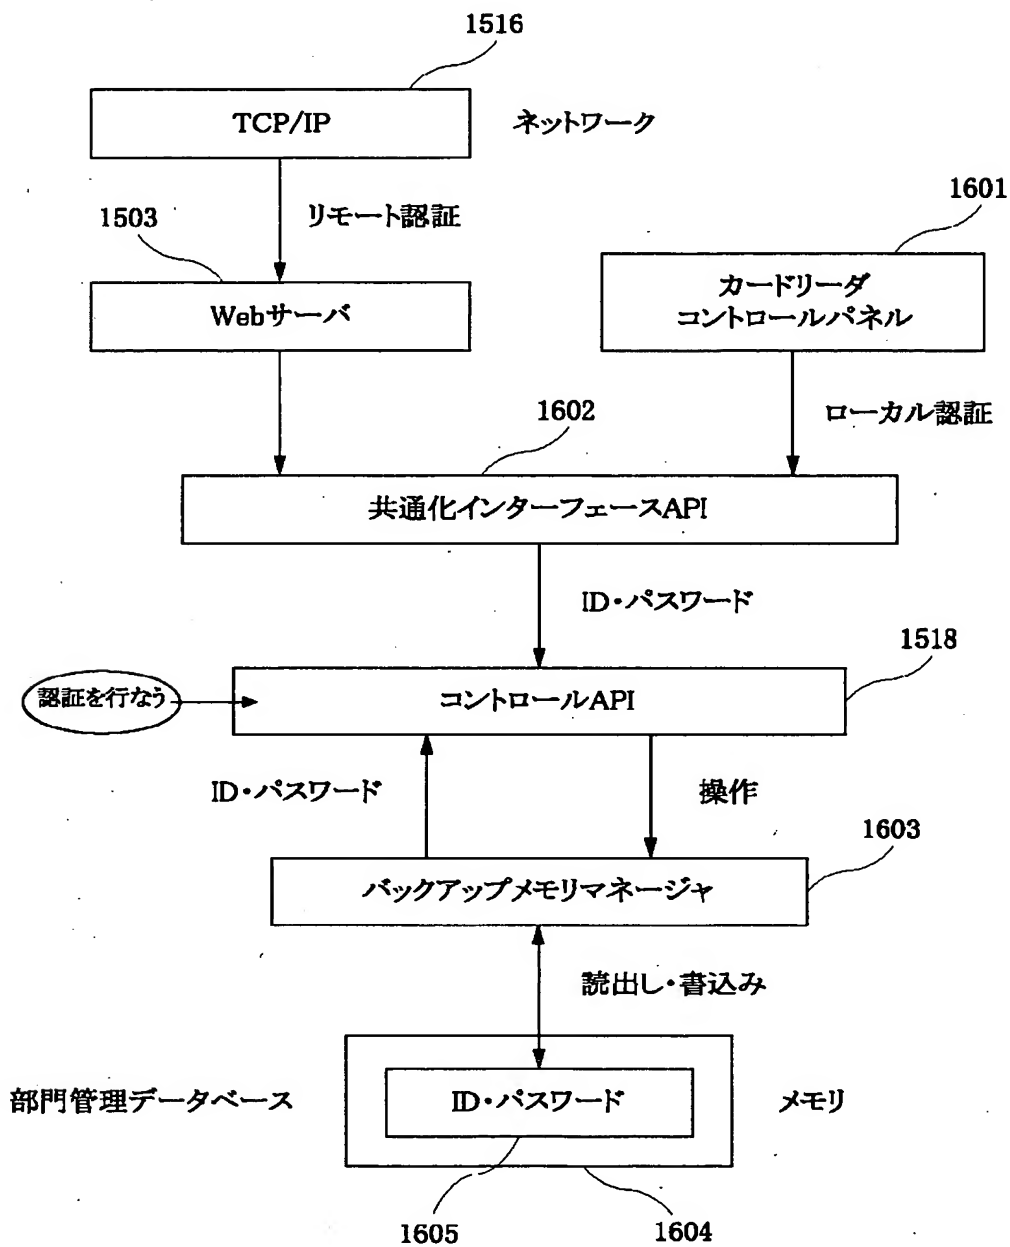 1516
TCP/IP
ネットワーク
リモート認証
1503
1601
Webサーバ
カードリーダ
コントロールパネル
1602
ローカル認証
共通化インターフェースAPI
ID・パスワード
1518
認証を行なう
コントロールAPI
ID・パスワード
操作
1603
バックアップメモリマネージャ
読出し・書込み
部門管理データベース
ID・パスワード
メモリ
1605
1604